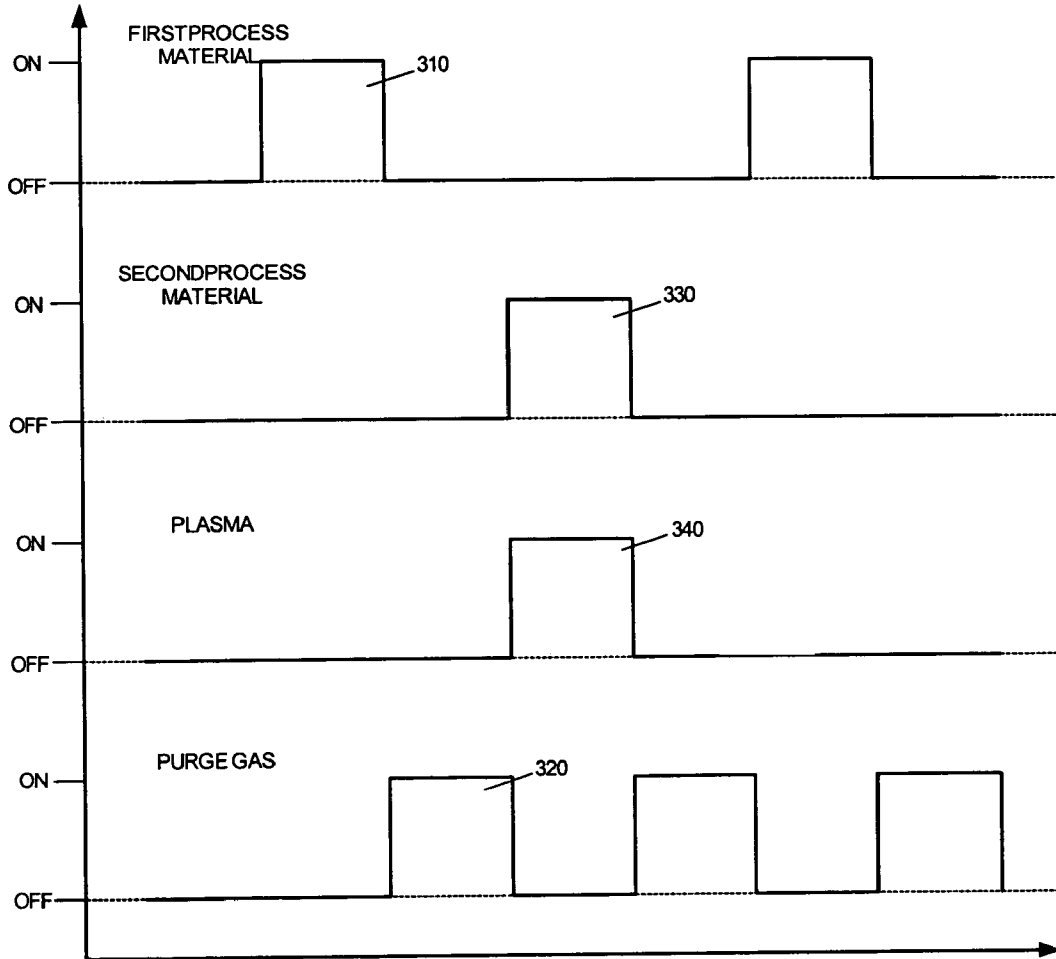 FIRSTPROCESS
MATERIAL
ON
310
OFF
SECONDPROCESS
MATERIAL
ON
330
OFF
PLASMA
ON
340
OFF
PURGE GAS
ON
320
OFF